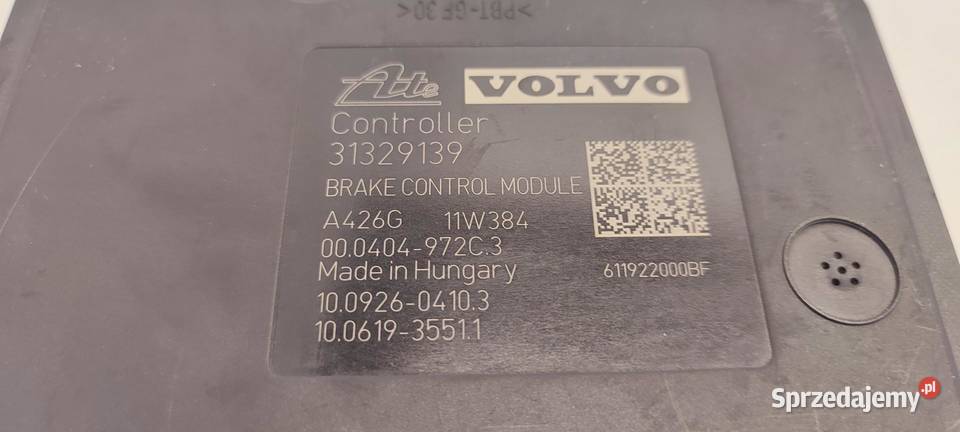 >PBT-GF30<
Ate VOLVO
Controller
31329139
BRAKE CONTROL MODULE
A426G 11W384
00.0404-972C.3
Made in Hungary 611922000BF
10.0926-0410.3
10.0619-3551.1
Sprzedajemy.pl